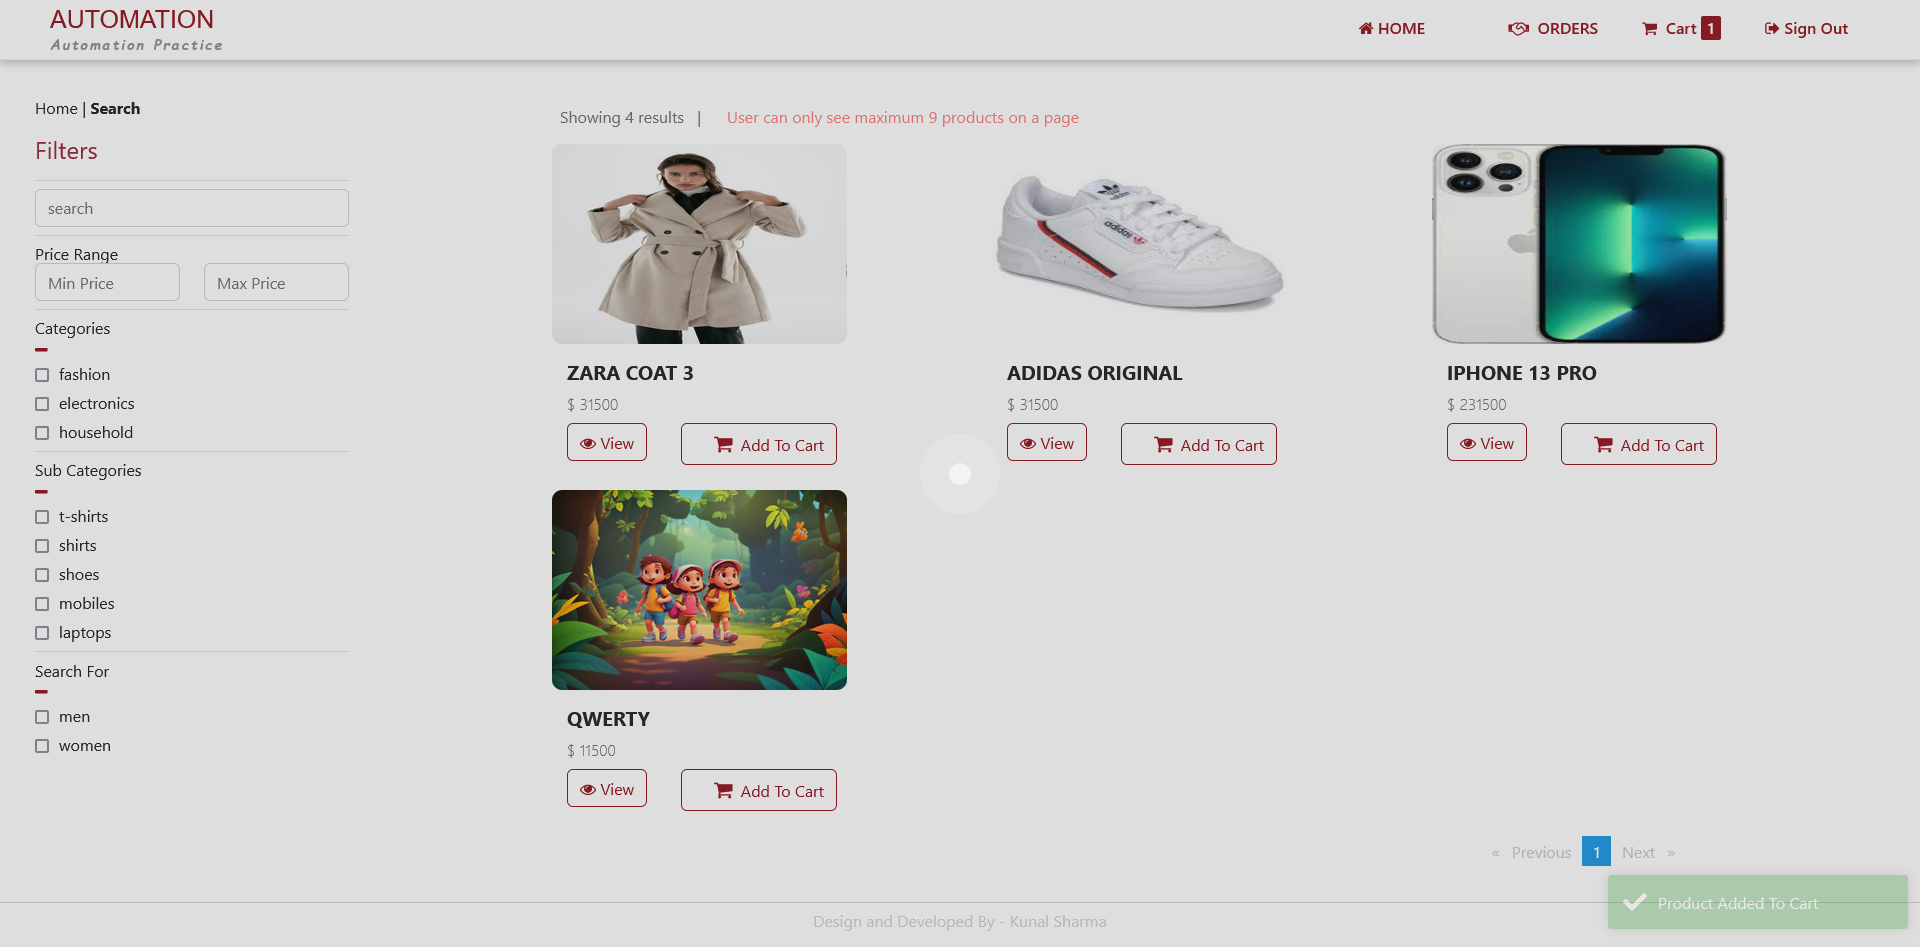 AUTOMATION
Automation Practice
HOME
ORDERS
Cart 1
Sign Out
Home | Search
Filters
search
Price Range
Min Price
Max Price
Categories
fashion
electronics
household
Sub Categories
t-shirts
shirts
shoes
mobiles
laptops
Search For
men
women
Showing 4 results | User can only see maximum 9 products on a page
ZARA COAT 3
$ 31500
View
Add To Cart
adidas
ADIDAS ORIGINAL
$ 31500
View
Add To Cart
IPHONE 13 PRO
$ 231500
View
Add To Cart
QWERTY
$ 11500
View
Add To Cart
« Previous 1 Next »
Product Added To Cart
Design and Developed By - Kunal Sharma